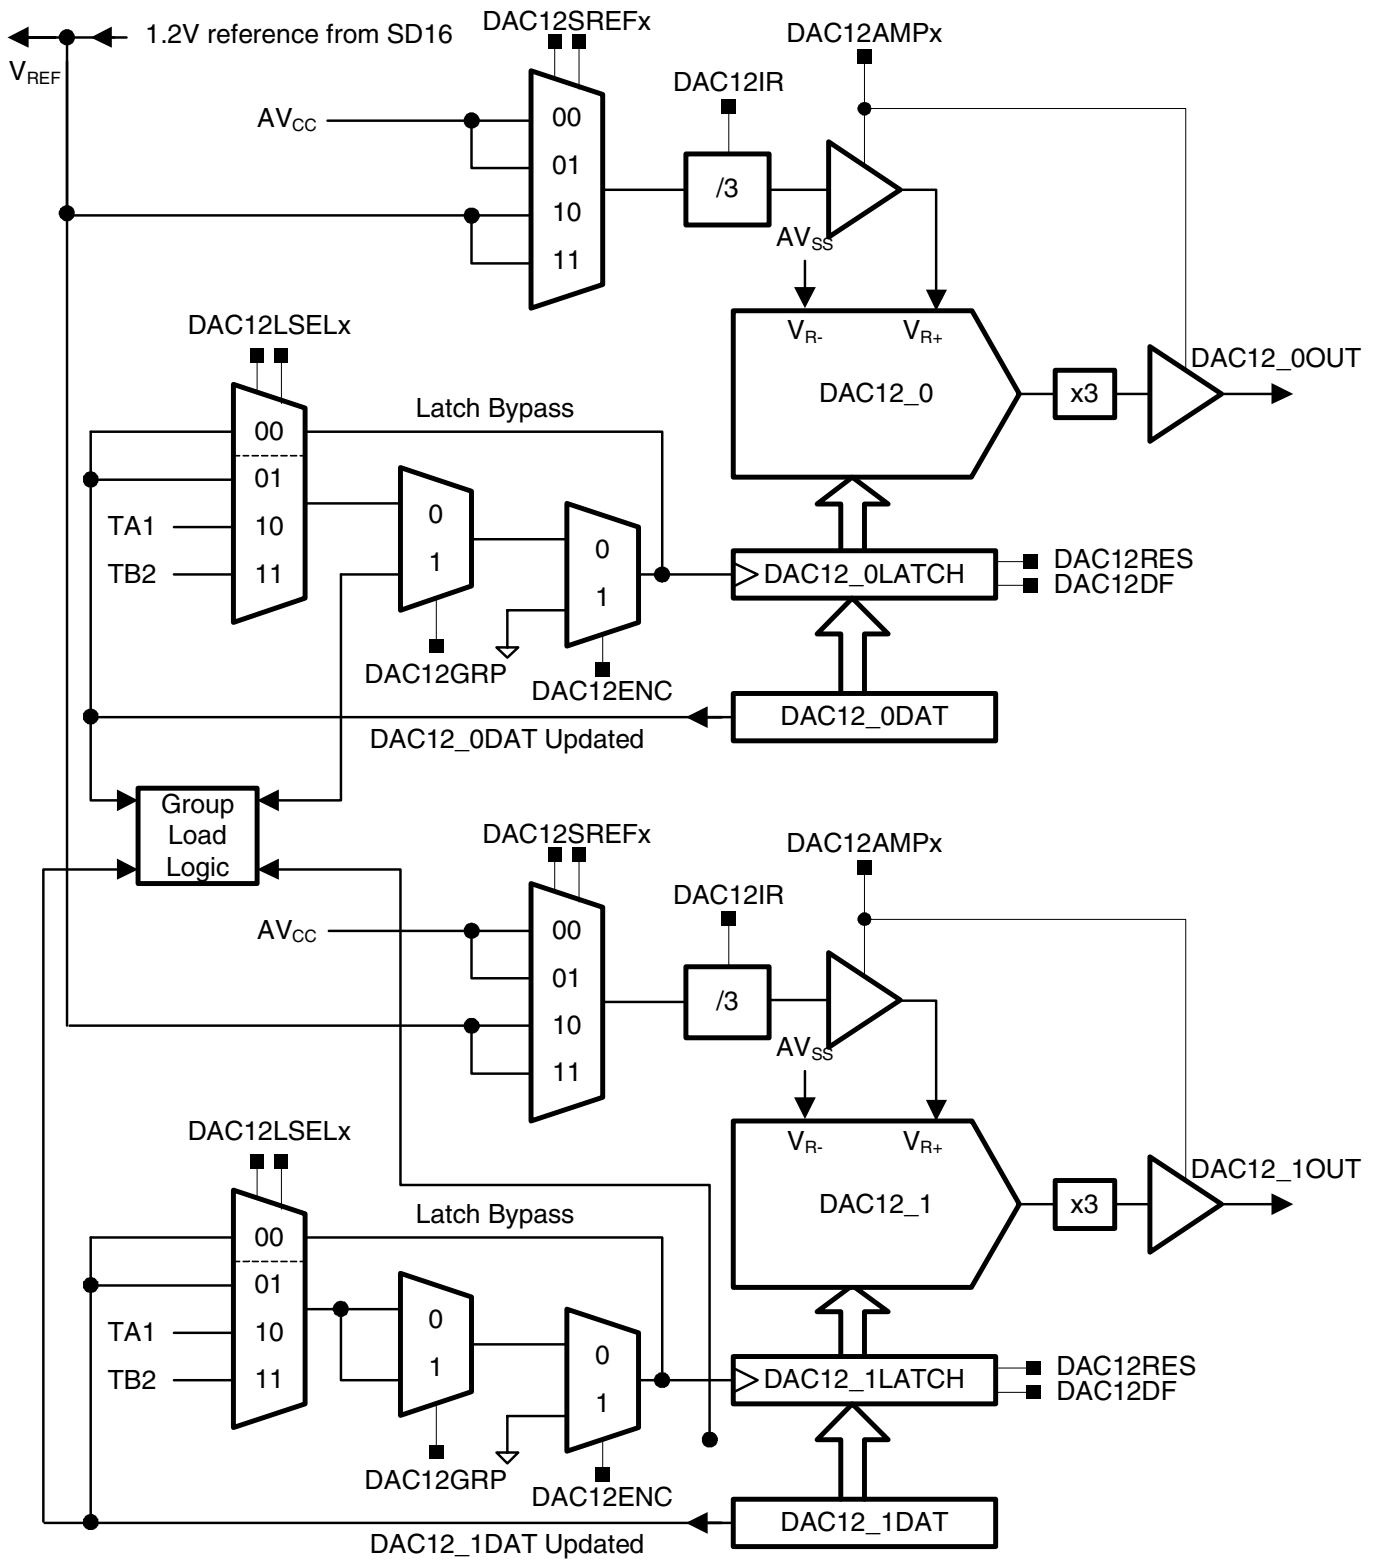 DAC12SREFx
1.2V reference from SD16
DAC12AMPx
VREF
DAC12IR
AVCC
00
01
10
11
/3
AVSS
VR-
VR+
DAC12LSELx
DAC12_0OUT
DAC12_0
x3
Latch Bypass
00
01
TA1
10
TB2
11
0
1
0
1
DAC12_0LATCH
DAC12RES
DAC12DF
DAC12GRP
DAC12ENC
DAC12_0DAT
DAC12_0DAT Updated
Group
Load
Logic
DAC12SREFx
DAC12AMPx
DAC12IR
AVCC
00
01
10
11
/3
AVSS
VR-
VR+
DAC12LSELx
DAC12_1OUT
DAC12_1
x3
Latch Bypass
00
01
TA1
10
TB2
11
0
1
0
1
DAC12_1LATCH
DAC12RES
DAC12DF
DAC12GRP
DAC12ENC
DAC12_1DAT
DAC12_1DAT Updated